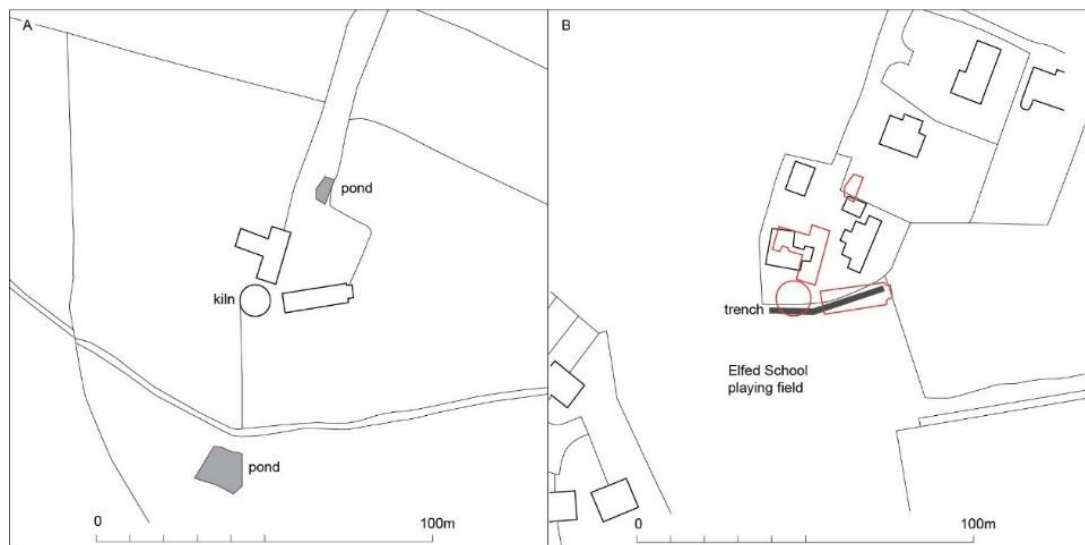 A
pond
kiln
pond
0
100m
B
trench
Elfed School
playing field
0
100m